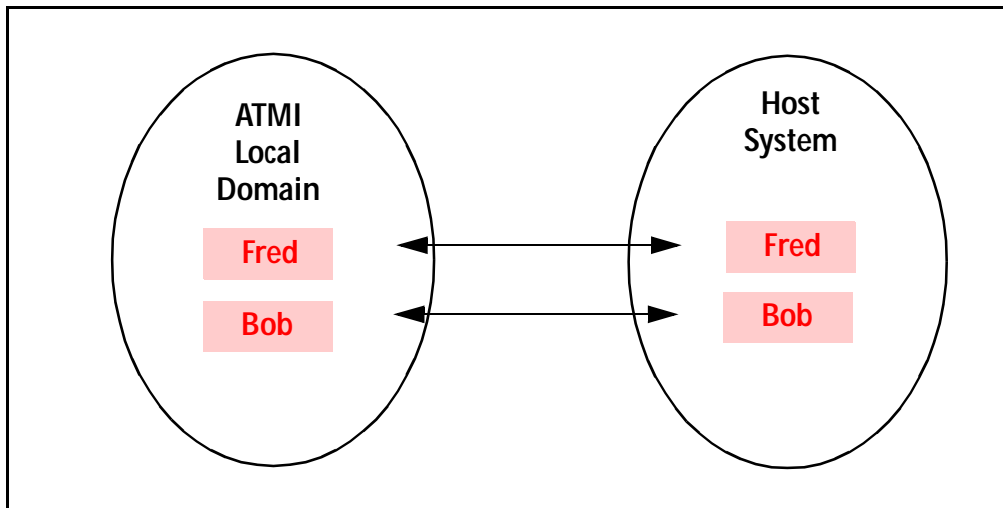 ATMI
Local
Domain
Fred
Bob
Host
System
Fred
Bob